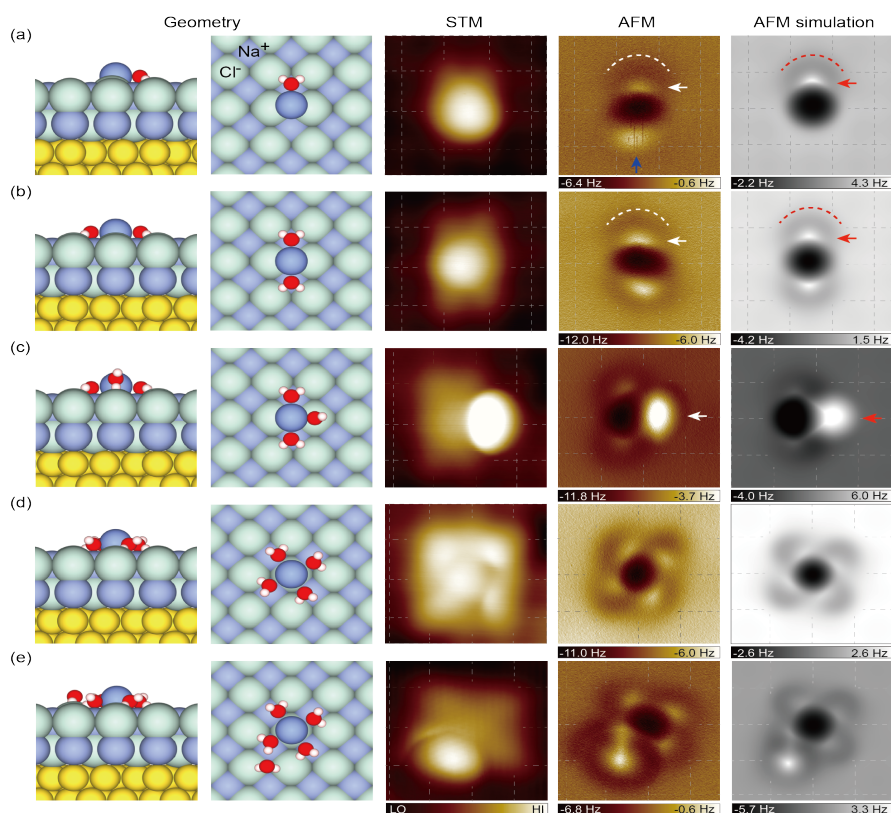 Geometry STM AFM AFM simulation
(a)
Na+
Cl-
-6.4 Hz -0.6 Hz -2.2 Hz 4.3 Hz
(b)
-12.0 Hz -6.0 Hz -4.2 Hz 1.5 Hz
(c)
-11.8 Hz -3.7 Hz -4.0 Hz 6.0 Hz
(d)
-11.0 Hz -6.0 Hz -2.6 Hz 2.6 Hz
(e)
LO HI -6.8 Hz -0.6 Hz -5.7 Hz 3.3 Hz